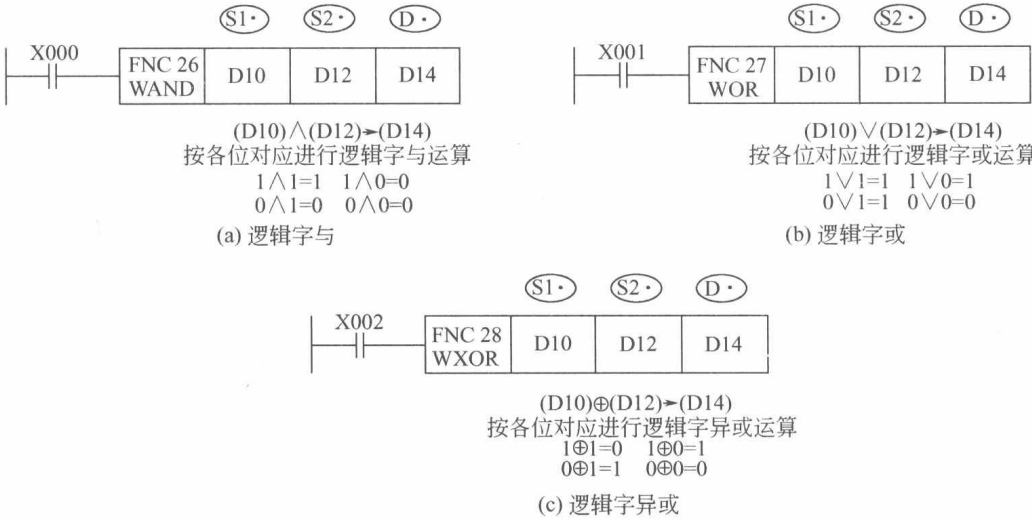 S1· S2· D·
X000
FNC 26 WAND D10 D12 D14
(D10)∧(D12)→(D14)
按各位对应进行逻辑字与运算
1∧1=1 1∧0=0
0∧1=0 0∧0=0
(a) 逻辑字与
S1· S2· D·
X001
FNC 27 WOR D10 D12 D14
(D10)∨(D12)→(D14)
按各位对应进行逻辑字或运算
1∨1=1 1∨0=1
0∨1=1 0∨0=0
(b) 逻辑字或
S1· S2· D·
X002
FNC 28 WXOR D10 D12 D14
(D10)⊕(D12)→(D14)
按各位对应进行逻辑字异或运算
1⊕1=0 1⊕0=1
0⊕1=1 0⊕0=0
(c) 逻辑字异或